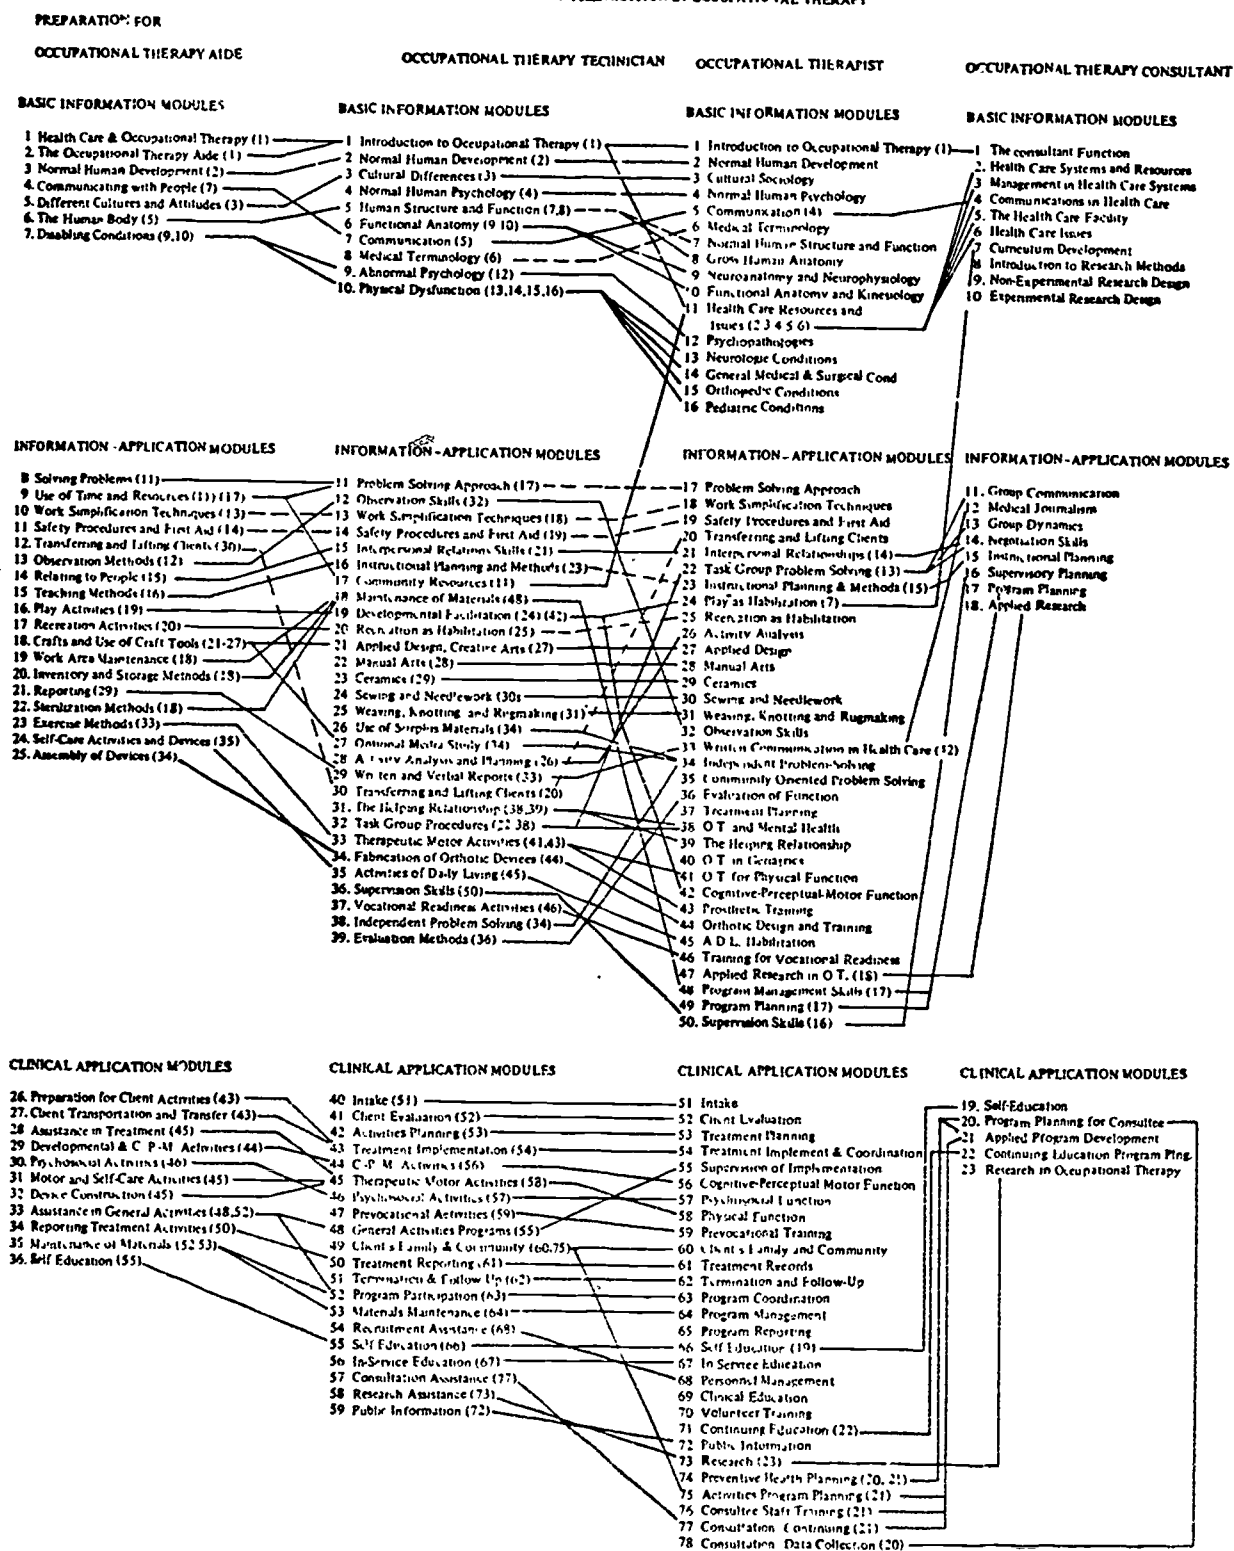 OCCUPATIONAL THERAPY
PREPARATION FOR
OCCUPATIONAL THERAPY AIDE
BASIC INFORMATION MODULES
1 Health Care & Occupational Therapy (1)
2. The Occupational Therapy Aide (1)
3 Normal Human Development (2)
4. Communicating with People (7)
5. Different Cultures and Attitudes (3)
6. The Human Body (5)
7. Disabling Conditions (9,10)
INFORMATION - APPLICATION MODULES
8 Solving Problems (11)
9 Use of Time and Resources (11) (17)
10 Work Simplification Techniques (13)
11 Safety Procedures and First Aid (14)
12. Transferring and Lifting Clients (30)
13 Observation Methods (12)
14 Relating to People (15)
15 Teaching Methods (16)
16. Play Activities (19)
17 Recreation Activities (20)
18. Crafts and Use of Craft Tools (21-27)
19 Work Area Maintenance (18)
20. Inventory and Storage Methods (18)
21. Reporting (29)
22. Sterilization Methods (18)
23 Exercise Methods (33)
24. Self-Care Activities and Devices (35)
25. Assembly of Devices (34)
CLINICAL APPLICATION MODULES
26. Preparation for Client Activities (43)
27. Client Transportation and Transfer (43)
28 Assistance in Treatment (45)
29 Developmental & C P-M Activities (44)
30. Psychosocial Activities (46)
31 Motor and Self-Care Activities (45)
32 Device Construction (45)
33 Assistance in General Activities (48,52)
34 Reporting Treatment Activities (50)
35 Maintenance of Materials (52 53)
36. Self Education (55)
OCCUPATIONAL THERAPY TECHNICIAN
BASIC INFORMATION MODULES
1 Introduction to Occupational Therapy (1)
2 Normal Human Development (2)
3 Cultural Differences (3)
4 Normal Human Psychology (4)
5 Human Structure and Function (7,8)
6 Functional Anatomy (9 10)
7 Communication (5)
8 Medical Terminology (6)
9. Abnormal Psychology (12)
10. Physical Dysfunction (13,14,15,16)
INFORMATION - APPLICATION MODULES
11 Problem Solving Approach (17)
12 Observation Skills (32)
13 Work Simplification Techniques (18)
14 Safety Procedures and First Aid (19)
15 Interpersonal Relations Skills (21)
16 Instructional Planning and Methods (23)
17 Community Resources (11)
18 Maintenance of Materials (48)
19 Developmental Facilitation (24) (42)
20 Recreation as Habilitation (25)
21 Applied Design, Creative Arts (27)
22 Manual Arts (28)
23 Ceramics (29)
24 Sewing and Needlework (30)
25 Weaving, Knotting and Rugmaking (31)
26 Use of Surplus Materials (34)
27 Optional Media Study (34)
28 Activity Analysis and Planning (26)
29 Written and Verbal Reports (33)
30 Transferring and Lifting Clients (20)
31. The Helping Relationship (38,39)
32 Task Group Procedures (22 38)
33 Therapeutic Motor Activities (41,43)
34. Fabrication of Orthotic Devices (44)
35 Activities of Daily Living (45)
36. Supervision Skills (50)
37. Vocational Readiness Activities (46)
38. Independent Problem Solving (34)
39. Evaluation Methods (36)
CLINICAL APPLICATION MODULES
40 Intake (51)
41 Client Evaluation (52)
42 Activities Planning (53)
43 Treatment Implementation (54)
44 C-P-M Activities (56)
45 Therapeutic Motor Activities (58)
46 Psychosocial Activities (57)
47 Prevocational Activities (59)
48 General Activities Programs (55)
49 Client's Family & Community (60,75)
50 Treatment Reporting (61)
51 Termination & Follow Up (62)
52 Program Participation (63)
53 Materials Maintenance (64)
54 Recruitment Assistance (68)
55 Self Education (66)
56 In-Service Education (67)
57 Consultation Assistance (77)
58 Research Assistance (73)
59 Public Information (72)
OCCUPATIONAL THERAPIST
BASIC INFORMATION MODULES
1 Introduction to Occupational Therapy (1)
2 Normal Human Development
3 Cultural Sociology
4 Normal Human Psychology
5 Communication (4)
6 Medical Terminology
7 Normal Human Structure and Function
8 Gross Human Anatomy
9 Neuroanatomy and Neurophysiology
0 Functional Anatomy and Kinesiology
11 Health Care Resources and
Issues (2 3 4 5 6)
12 Psychopathologies
13 Neurologic Conditions
14 General Medical & Surgical Cond
15 Orthopedic Conditions
16 Pediatric Conditions
INFORMATION - APPLICATION MODULES
17 Problem Solving Approach
18 Work Simplification Techniques
19 Safety Procedures and First Aid
20 Transferring and Lifting Clients
21 Interpersonal Relationships (14)
22 Task Group Problem Solving (13)
23 Instructional Planning & Methods (15)
24 Play as Habilitation (7)
25 Recreation as Habilitation
26 Activity Analysis
27 Applied Design
28 Manual Arts
29 Ceramics
30 Sewing and Needlework
31 Weaving, Knotting and Rugmaking
32 Observation Skills
33 Written Communication in Health Care (12)
34 Independent Problem-Solving
35 Community Oriented Problem Solving
36 Evaluation of Function
37 Treatment Planning
38 O T and Mental Health
39 The Helping Relationship
40 O T in Geriatrics
41 O T for Physical Function
42 Cognitive-Perceptual-Motor Function
43 Prosthetic Training
44 Orthotic Design and Training
45 A D L. Habilitation
46 Training for Vocational Readiness
47 Applied Research in O T. (18)
48 Program Management Skills (17)
49 Program Planning (17)
50. Supervision Skills (16)
CLINICAL APPLICATION MODULES
51 Intake
52 Client Evaluation
53 Treatment Planning
54 Treatment Implement & Coordination
55 Supervision of Implementation
56 Cognitive-Perceptual Motor Function
57 Psychosocial Function
58 Physical Function
59 Prevocational Training
60 Client's Family and Community
61 Treatment Records
62 Termination and Follow-Up
63 Program Coordination
64 Program Management
65 Program Reporting
66 Self Education (19)
67 In Service Education
68 Personnel Management
69 Clinical Education
70 Volunteer Training
71 Continuing Education (22)
72 Public Information
73 Research (23)
74 Preventive Health Planning (20, 21)
75 Activities Program Planning (21)
76 Consultee Staff Training (21)
77 Consultation Continuing (21)
78 Consultation Data Collection (20)
OCCUPATIONAL THERAPY CONSULTANT
BASIC INFORMATION MODULES
1 The consultant Function
2. Health Care Systems and Resources
3 Management in Health Care Systems
4 Communications in Health Care
5. The Health Care Facility
6 Health Care Issues
7 Curriculum Development
8 Introduction to Research Methods
9. Non-Experimental Research Design
10 Experimental Research Design
INFORMATION - APPLICATION MODULES
11. Group Communication
12 Medical Journalism
13 Group Dynamics
14. Negotiation Skills
15 Instructional Planning
16 Supervisory Planning
17 Program Planning
18. Applied Research
CLINICAL APPLICATION MODULES
19. Self-Education
20. Program Planning for Consultee
21 Applied Program Development
22 Continuing Education Program Plng.
23 Research in Occupational Therapy